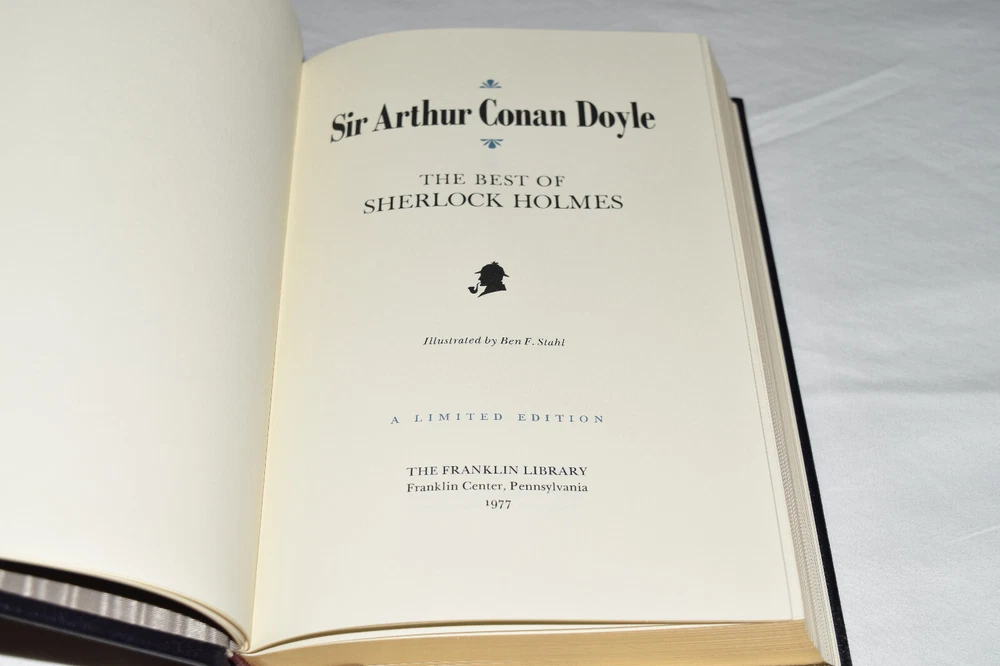 Sir Arthur Conan Doyle
THE BEST OF
SHERLOCK HOLMES
Illustrated by Ben F. Stahl
A LIMITED EDITION
THE FRANKLIN LIBRARY
Franklin Center, Pennsylvania
1977